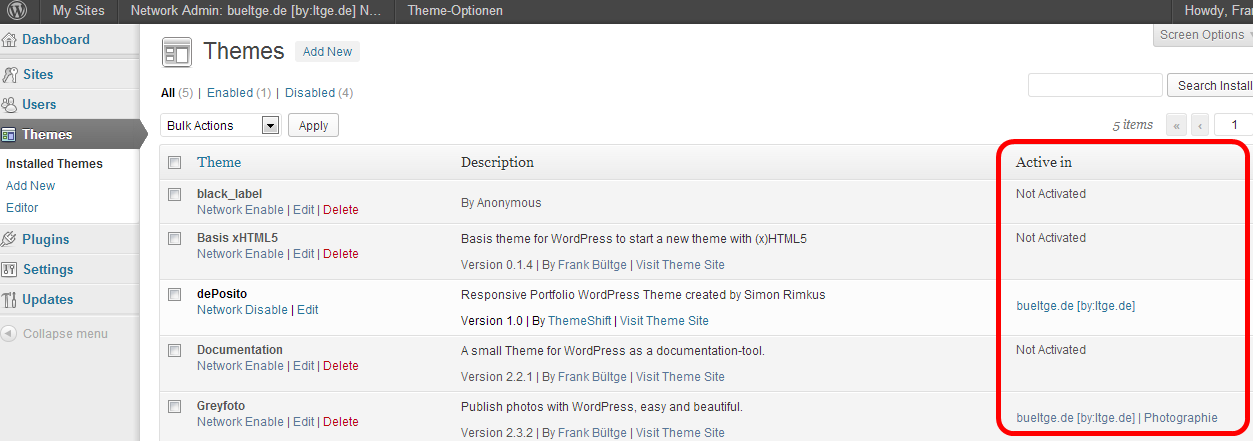 My Sites Network Admin: bueltge.de [by:ltge.de] N... Theme-Optionen Howdy, Fra
Dashboard
Sites
Users
Themes
Installed Themes
Add New
Editor
Plugins
Settings
Updates
Collapse menu
Screen Options
Themes Add New
All (5) | Enabled (1) | Disabled (4)
Search Install
Bulk Actions Apply
5 items « ‹ 1
Theme Description Active in
black_label
Network Enable | Edit | Delete
By Anonymous
Not Activated
Basis xHTML5
Network Enable | Edit | Delete
Basis theme for WordPress to start a new theme with (x)HTML5
Version 0.1.4 | By Frank Bültge | Visit Theme Site
Not Activated
dePosito
Network Disable | Edit
Responsive Portfolio WordPress Theme created by Simon Rimkus
Version 1.0 | By ThemeShift | Visit Theme Site
bueltge.de [by:ltge.de]
Documentation
Network Enable | Edit | Delete
A small Theme for WordPress as a documentation-tool.
Version 2.2.1 | By Frank Bültge | Visit Theme Site
Not Activated
Greyfoto
Network Enable | Edit | Delete
Publish photos with WordPress, easy and beautiful.
Version 2.3.2 | By Frank Bültge | Visit Theme Site
bueltge.de [by:ltge.de] | Photographie